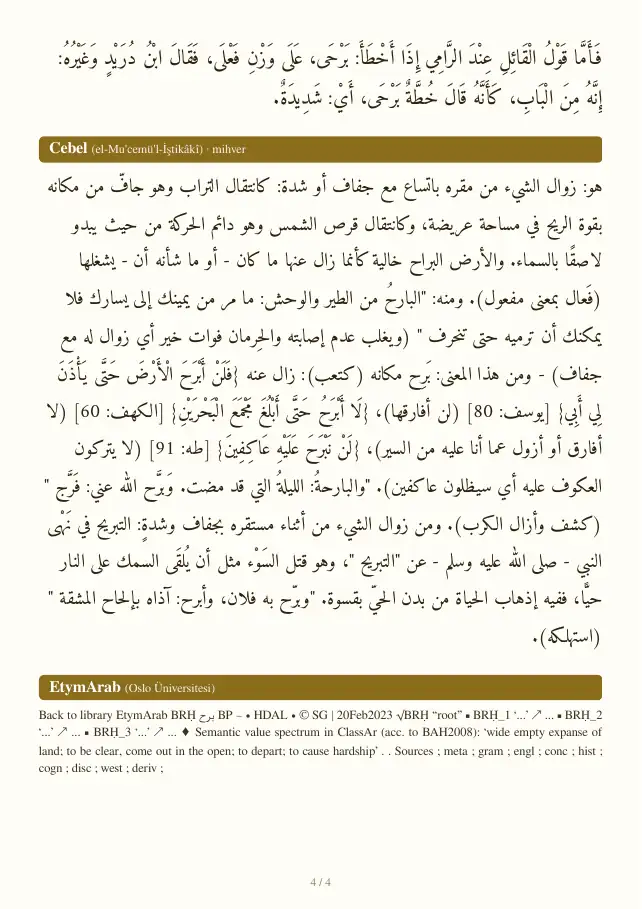 فَأَمَّا قَوْلُ الْقَائِلِ عِنْدَ الرَّامِي إِذَا أَخْطَأَ: بَرْحَى، عَلَى وَزْنِ فَعْلَى، فَقَالَ ابْنُ دُرَيْدٍ وَغَيْرُهُ:
إِنَّهُ مِنَ الْبَابِ، كَأَنَّهُ قَالَ خُطَّةٌ بَرْحَى، أَيْ: شَدِيدَةٌ.
Cebel (el-Mu'cemü'l-İştikâkî) · mihver
هو: زوال الشيء من مقره باتساع مع جفاف أو شدة: كانتقال التراب وهو جافّ من مكانه
بقوة الريح في مساحة عريضة، وكانتقال قرص الشمس وهو دائم الحركة من حيث يبدو
لاصقًا بالسماء. والأرض البراح خالية كأنما زال عنها ما كان - أو ما شأنه أن - يشغلها
(فَعال بمعنى مفعول). ومنه: "البارحُ من الطير والوحش: ما مر من يمينك إلى يسارك فلا
يمكنك أن ترميه حتى تنحرف " (ويغلب عدم إصابته والحِرمان فوات خير أي زوال له مع
جفاف) - ومن هذا المعنى: بَرِح مكانه (كتعب): زال عنه {فَلَنْ أَبْرَحَ الْأَرْضَ حَتَّى يَأْذَنَ
لِي أَبِي} [يوسف: 80] (لن أفارقها)، {لَا أَبْرَحُ حَتَّى أَبْلُغَ مَجْمَعَ الْبَحْرَيْنِ} [الكهف: 60] (لا
أفارق أو أزول عما أنا عليه من السير)، {لَنْ نَبْرَحَ عَلَيْهِ عَاكِفِينَ} [طه: 91] (لا يتركون
العكوف عليه أي سيظلون عاكفين). "والبارحةُ: الليلةُ التي قد مضت. وَبَرَّح الله عني: فَرَّج "
(كشف وأزال الكرب). ومن زوال الشيء من أثناء مستقره بجفاف وشدةٍ: التبريح في نَهْى
النبي - صلى الله عليه وسلم - عن "التبريح "، وهو قتل السَوْء مثل أن يُلقَى السمك على النار
حيًّا، ففيه إذهاب الحياة من بدن الحيّ بقسوة. "وبرّح به فلان، وأبرح: آذاه بإلحاح المشقة "
(استهلكه).
EtymArab (Oslo Üniversitesi)
Back to library EtymArab BRḤ برح BP – • HDAL • © SG | 20Feb2023 √BRḤ “root” ▪ BRḤ_1 ‘...’ ↗ ... ▪ BRḤ_2
‘...’ ↗ ... ▪ BRḤ_3 ‘...’ ↗ ... ♦ Semantic value spectrum in ClassAr (acc. to BAH2008): ‘wide empty expanse of
land; to be clear, come out in the open; to depart; to cause hardship’ . . Sources ; meta ; gram ; engl ; conc ; hist ;
cogn ; disc ; west ; deriv ;
4 / 4